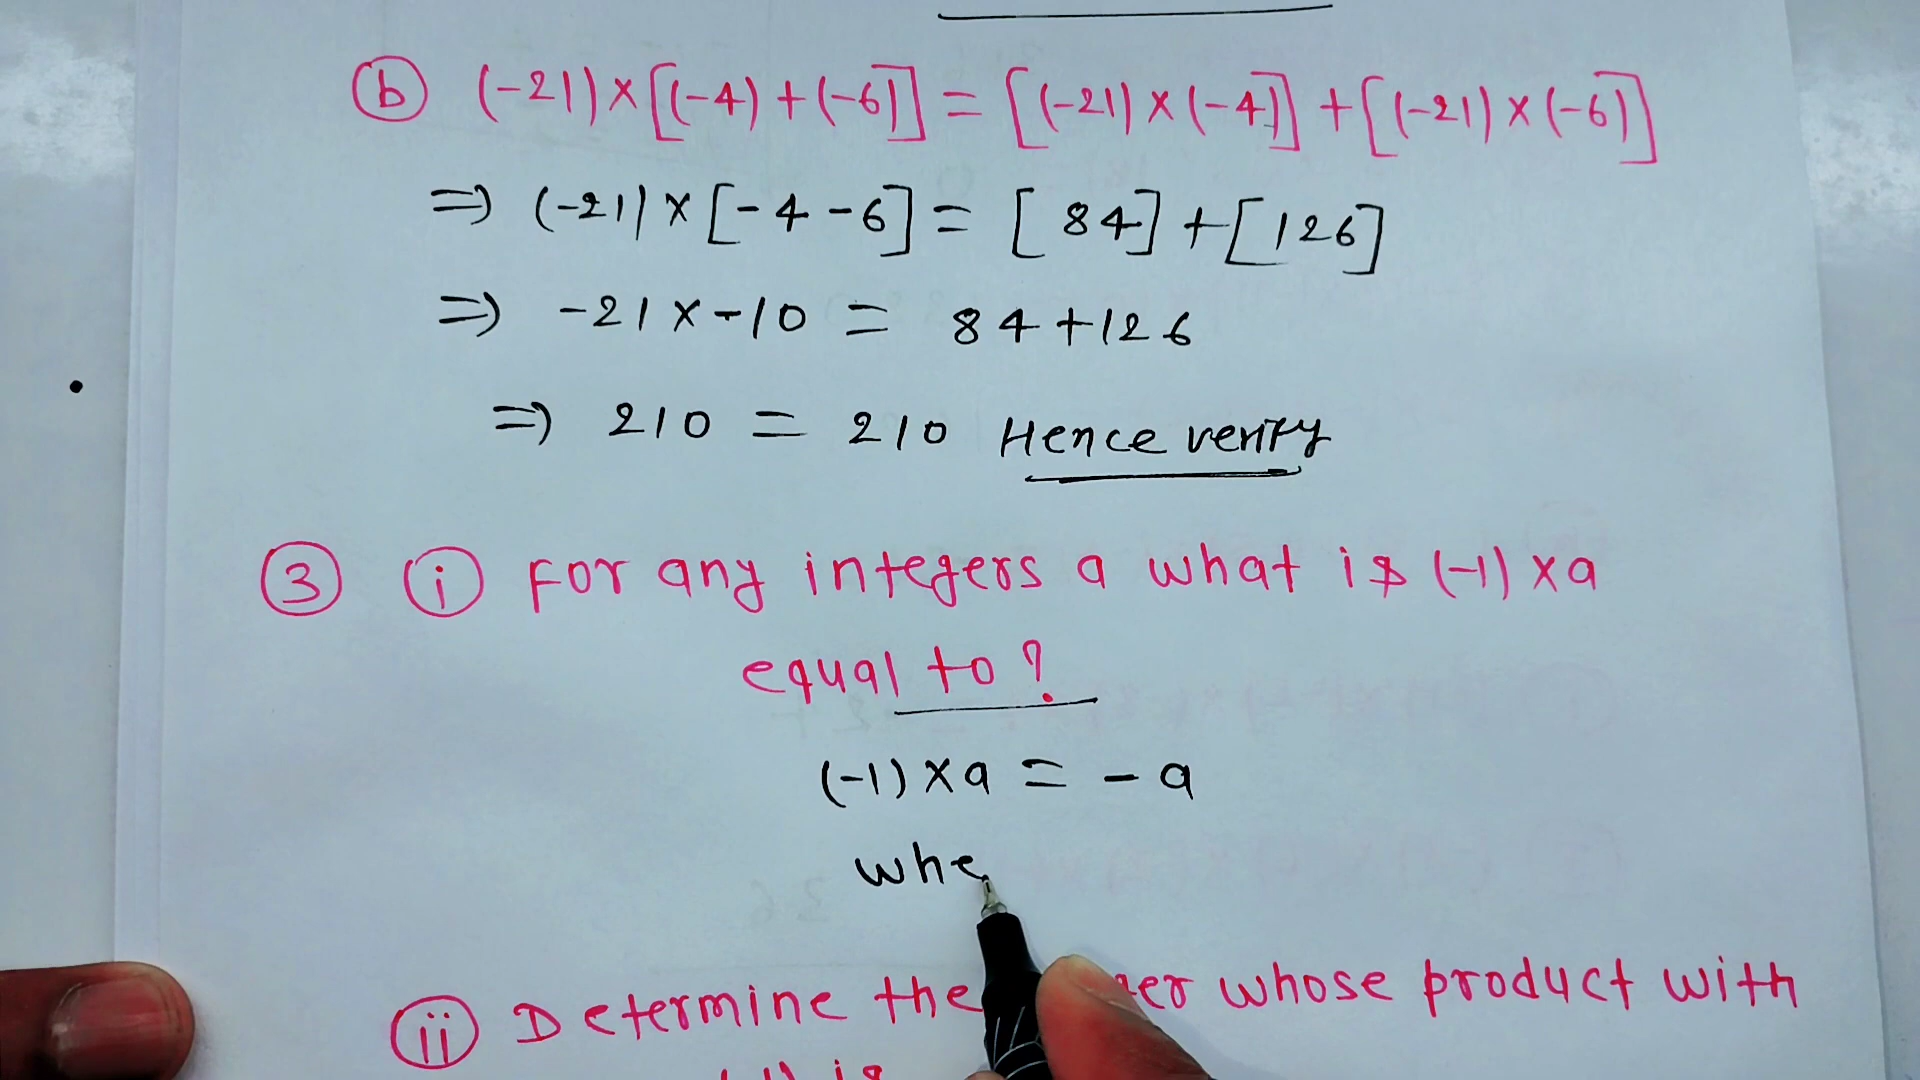 (b) (-21)×[(-4)+(-6)] = [(-21)×(-4)]+[(-21)×(-6)]
⇒ (-21)×[-4-6] = [84]+[126]
⇒ -21×-10 = 84+126
⇒ 210 = 210 Hence verify
(3) (i) For any integers a what is (-1)×a
equal to?
(-1)×a = -a
whe
(ii) Determine the whose product with